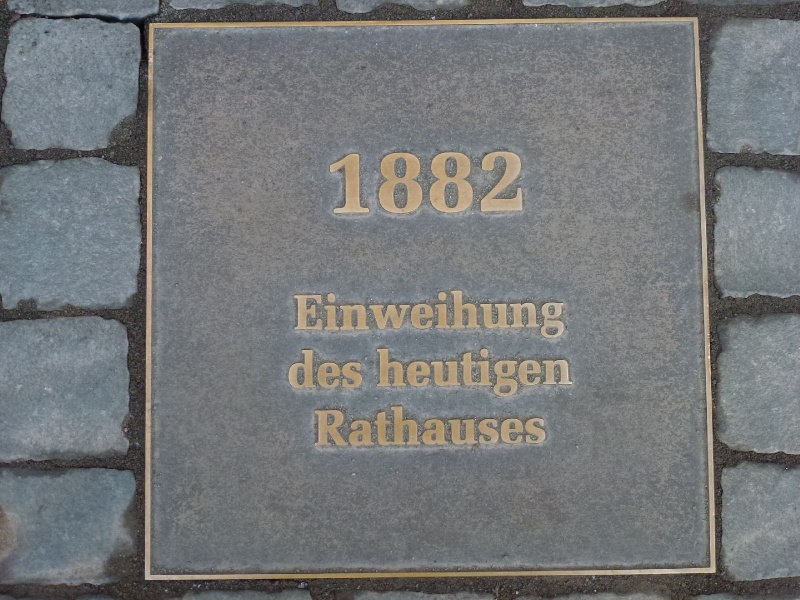 1882
Einweihung
des heutigen
Rathauses